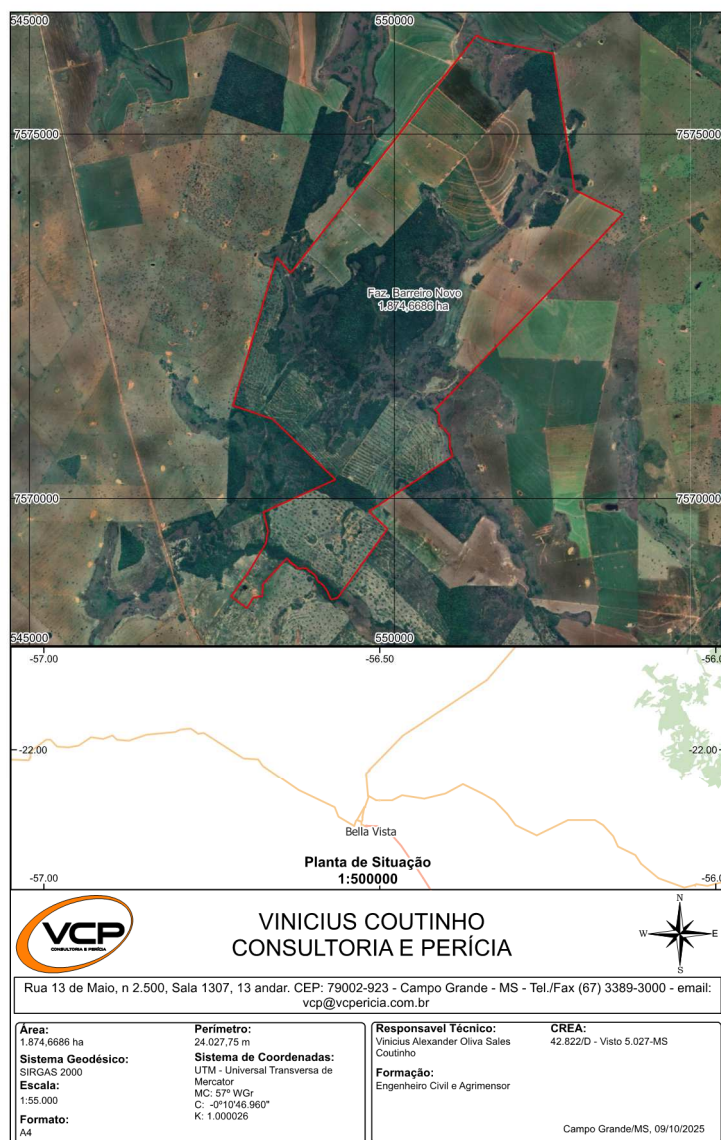 545000
550000
7575000
7575000
Faz. Barreiro Novo
1.874,6686 ha
7570000
7570000
545000
550000
-57.00
-56.50
-56.0
-22.00
-22.00
Bella Vista
Planta de Situação
1:500000
-57.00
-56.0
VCP
CONSULTORIA E PERÍCIA
VINICIUS COUTINHO
CONSULTORIA E PERÍCIA
N
W
E
S
Rua 13 de Maio, n 2.500, Sala 1307, 13 andar. CEP: 79002-923 - Campo Grande - MS - Tel./Fax (67) 3389-3000 - email:
vcp@vcpericia.com.br
Área:
1.874,6686 ha
Sistema Geodésico:
SIRGAS 2000
Escala:
1:55.000
Formato:
A4
Perímetro:
24.027,75 m
Sistema de Coordenadas:
UTM - Universal Transversa de
Mercator
MC: 57º WGr
C: -0º10'46.960"
K: 1.000026
Responsavel Técnico:
Vinicius Alexander Oliva Sales
Coutinho
Formação:
Engenheiro Civil e Agrimensor
CREA:
42.822/D - Visto 5.027-MS
Campo Grande/MS, 09/10/2025